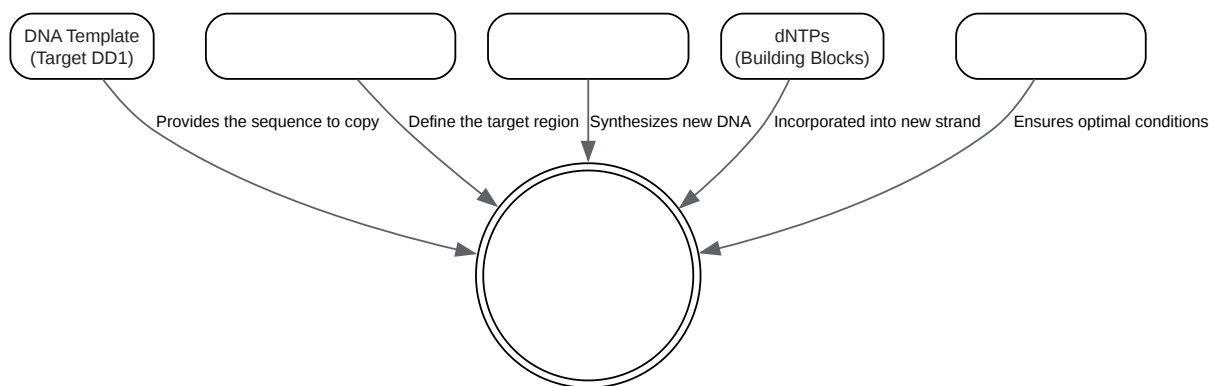 DNA Template
(Target DD1)
dNTPs
(Building Blocks)
Provides the sequence to copy
Define the target region
Synthesizes new DNA
Incorporated into new strand
Ensures optimal conditions